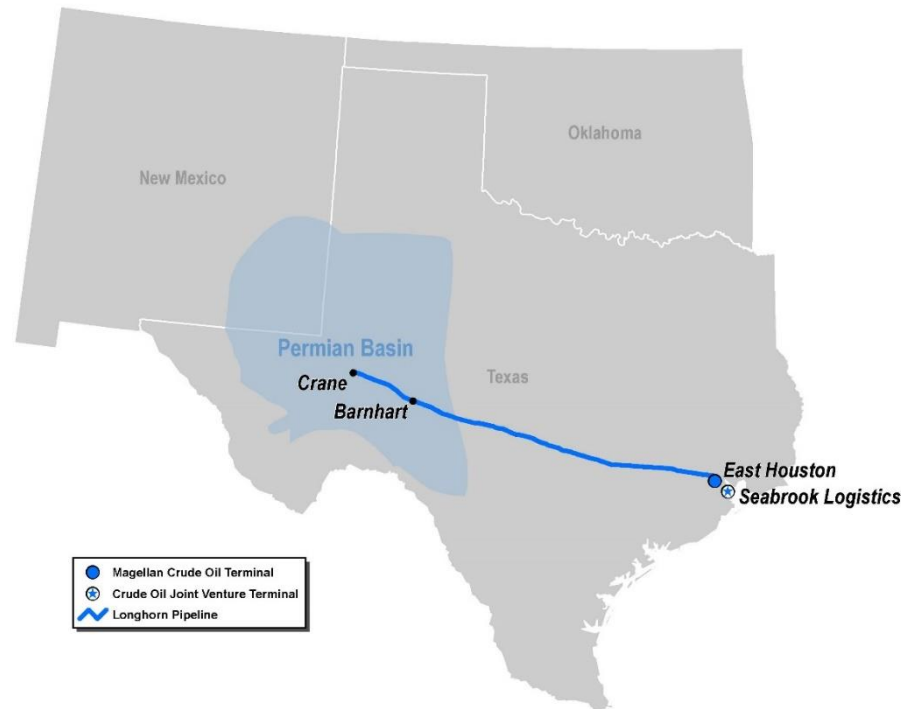 Oklahoma
New Mexico
Permian Basin
Crane
Texas
Barnhart
East Houston
Seabrook Logistics
Magellan Crude Oil Terminal
Crude Oil Joint Venture Terminal
Longhorn Pipeline